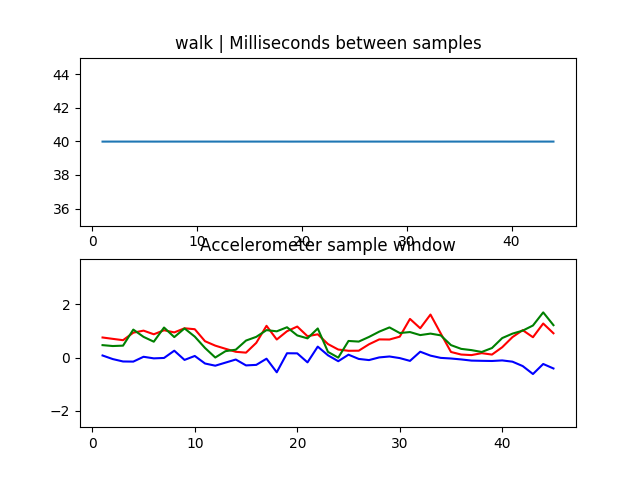 walk | Milliseconds between samples
44
42
40
38
36
0 10 20 30 40
Accelerometer sample window
2
0
−2
0 10 20 30 40